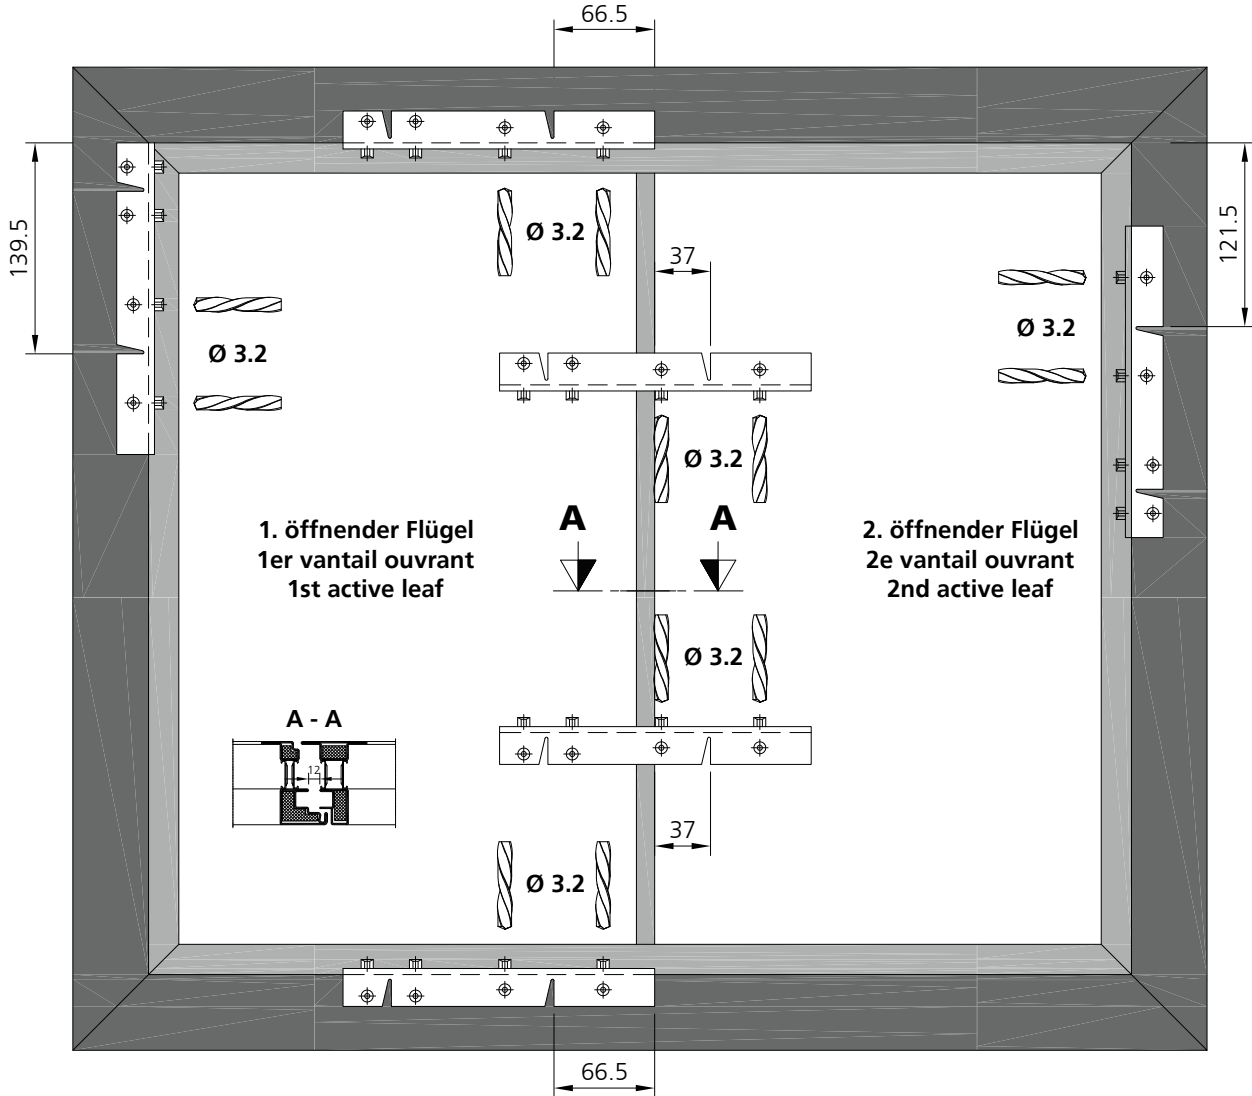 66.5
139.5
121.5
Ø 3.2
37
Ø 3.2
Ø 3.2
Ø 3.2
A A
1. öffnender Flügel
1er vantail ouvrant
1st active leaf
2. öffnender Flügel
2e vantail ouvrant
2nd active leaf
Ø 3.2
A - A
12
37
Ø 3.2
66.5